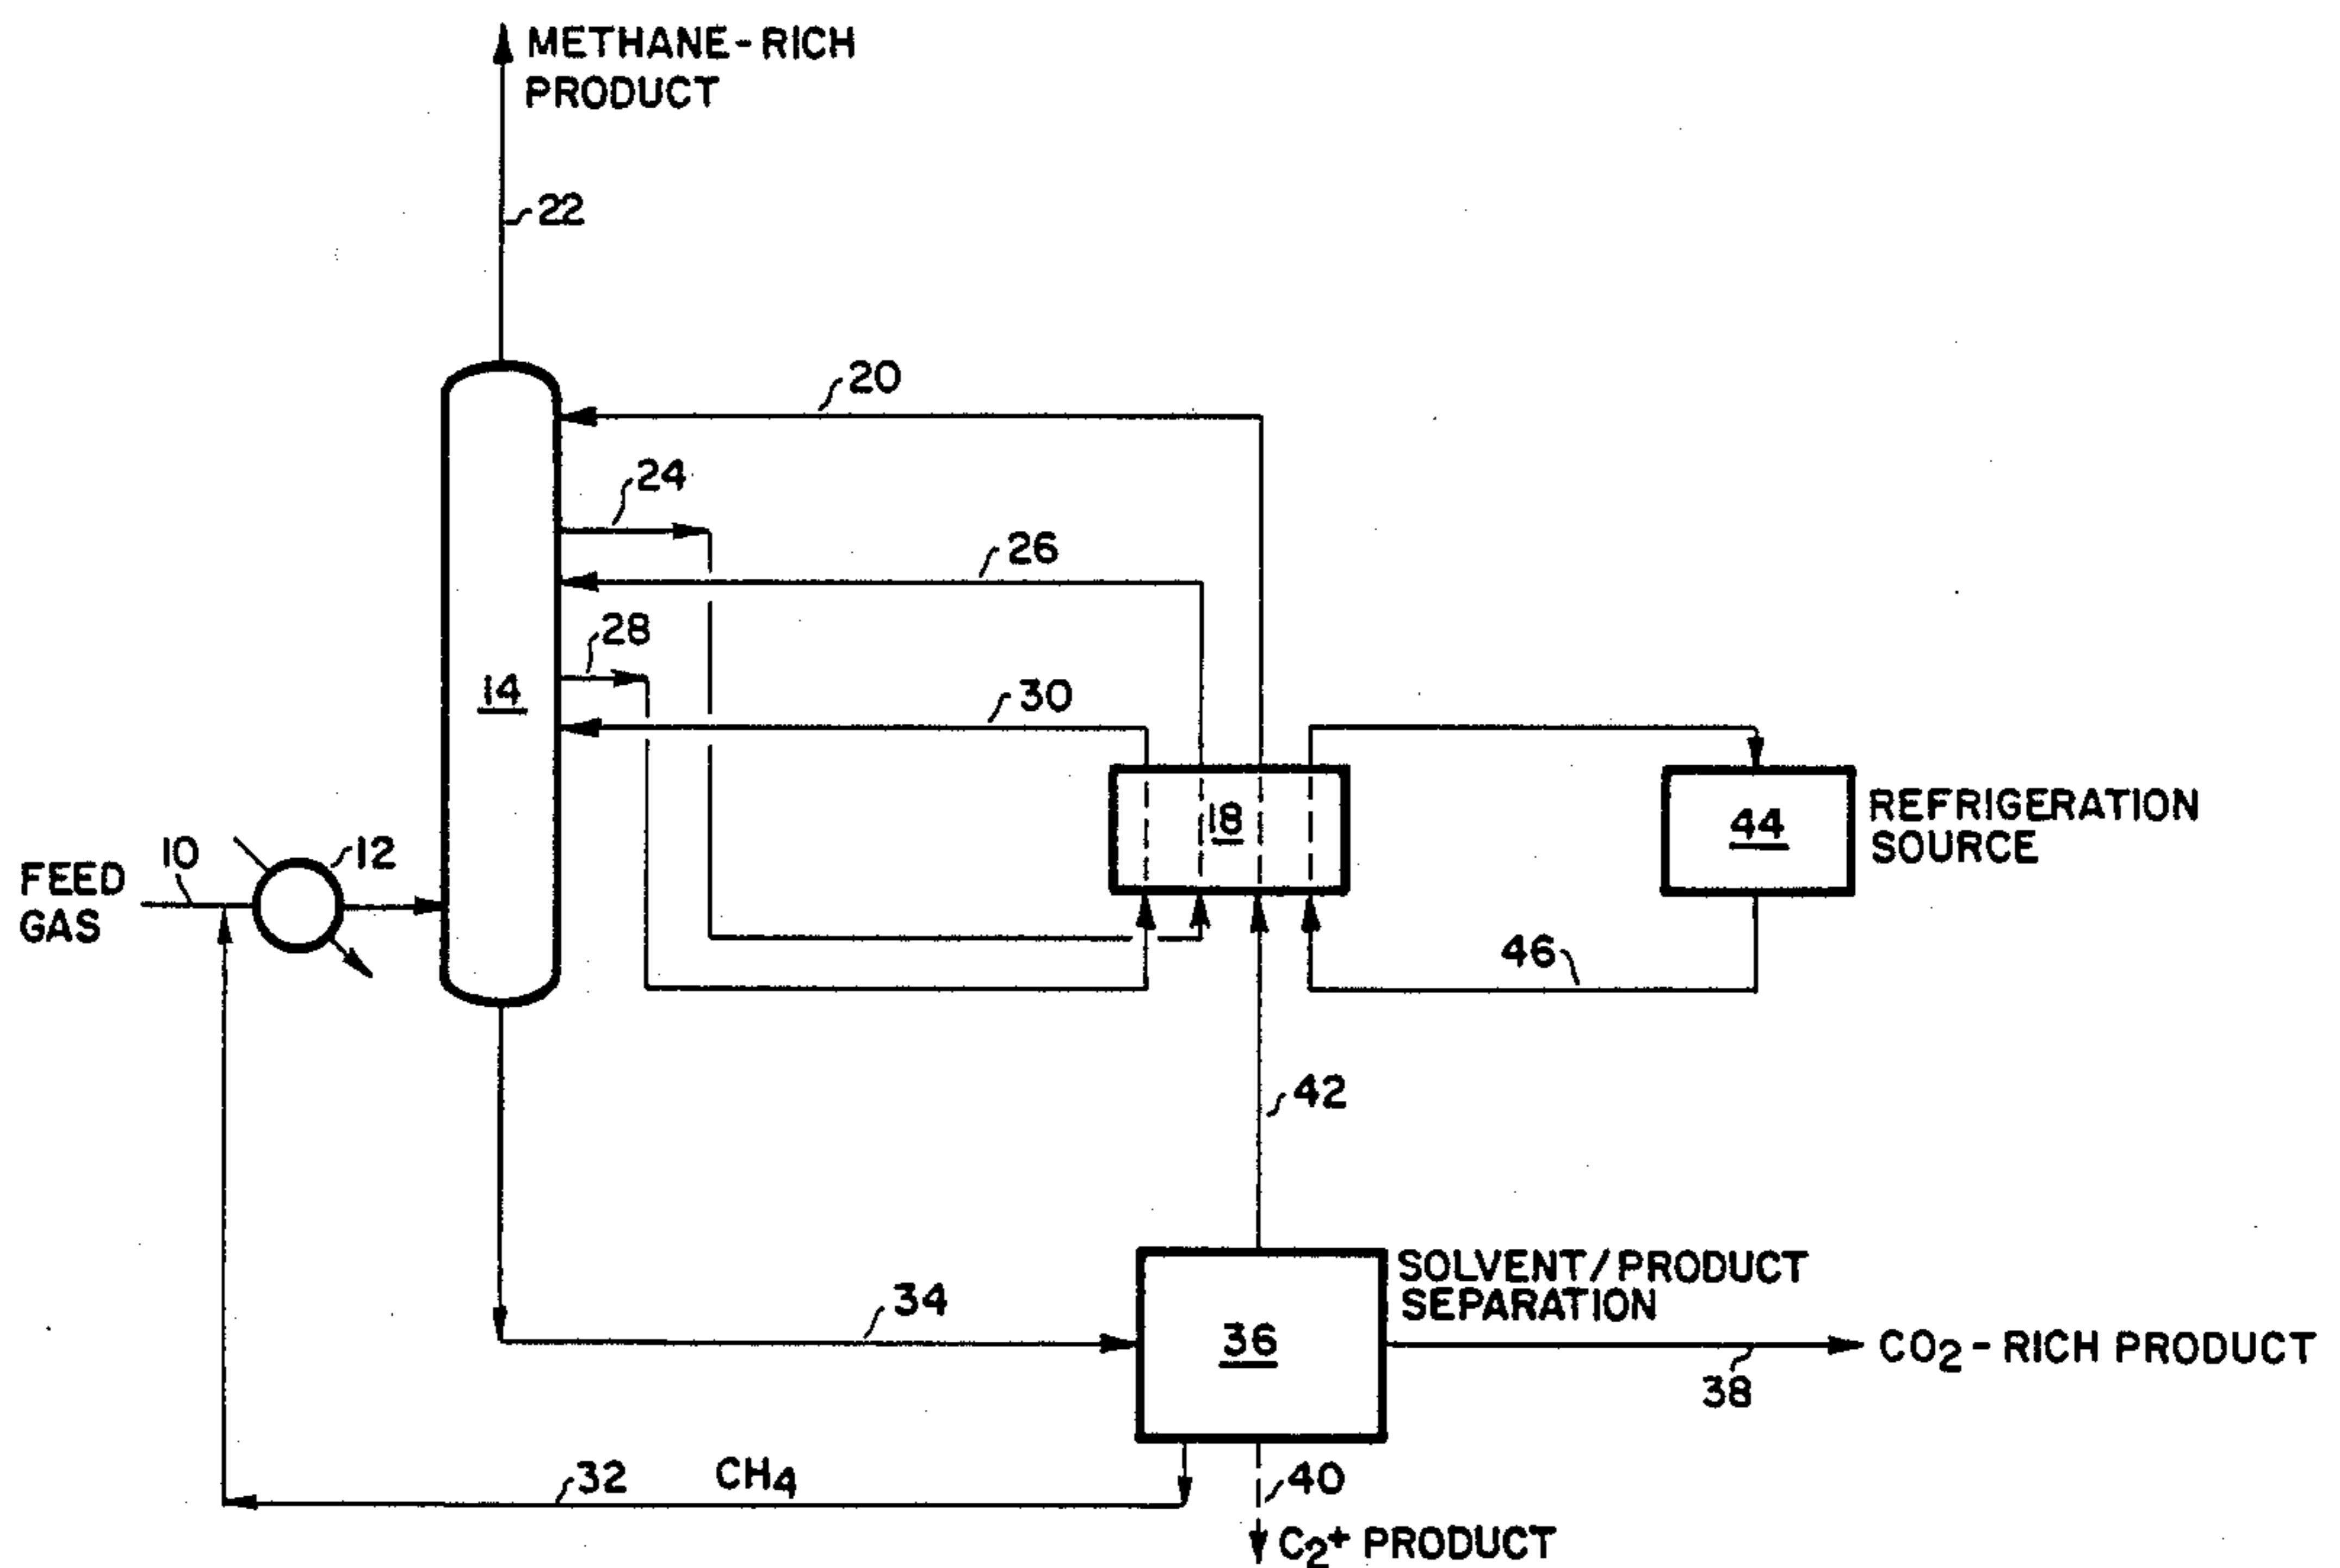 METHANE-RICH
PRODUCT
22
20
24
26
28
30
14
18
44
REFRIGERATION
SOURCE
10
12
FEED
GAS
46
42
SOLVENT/PRODUCT
SEPARATION
34
36
CO₂-RICH PRODUCT
38
32
CH₄
40
C₂+ PRODUCT